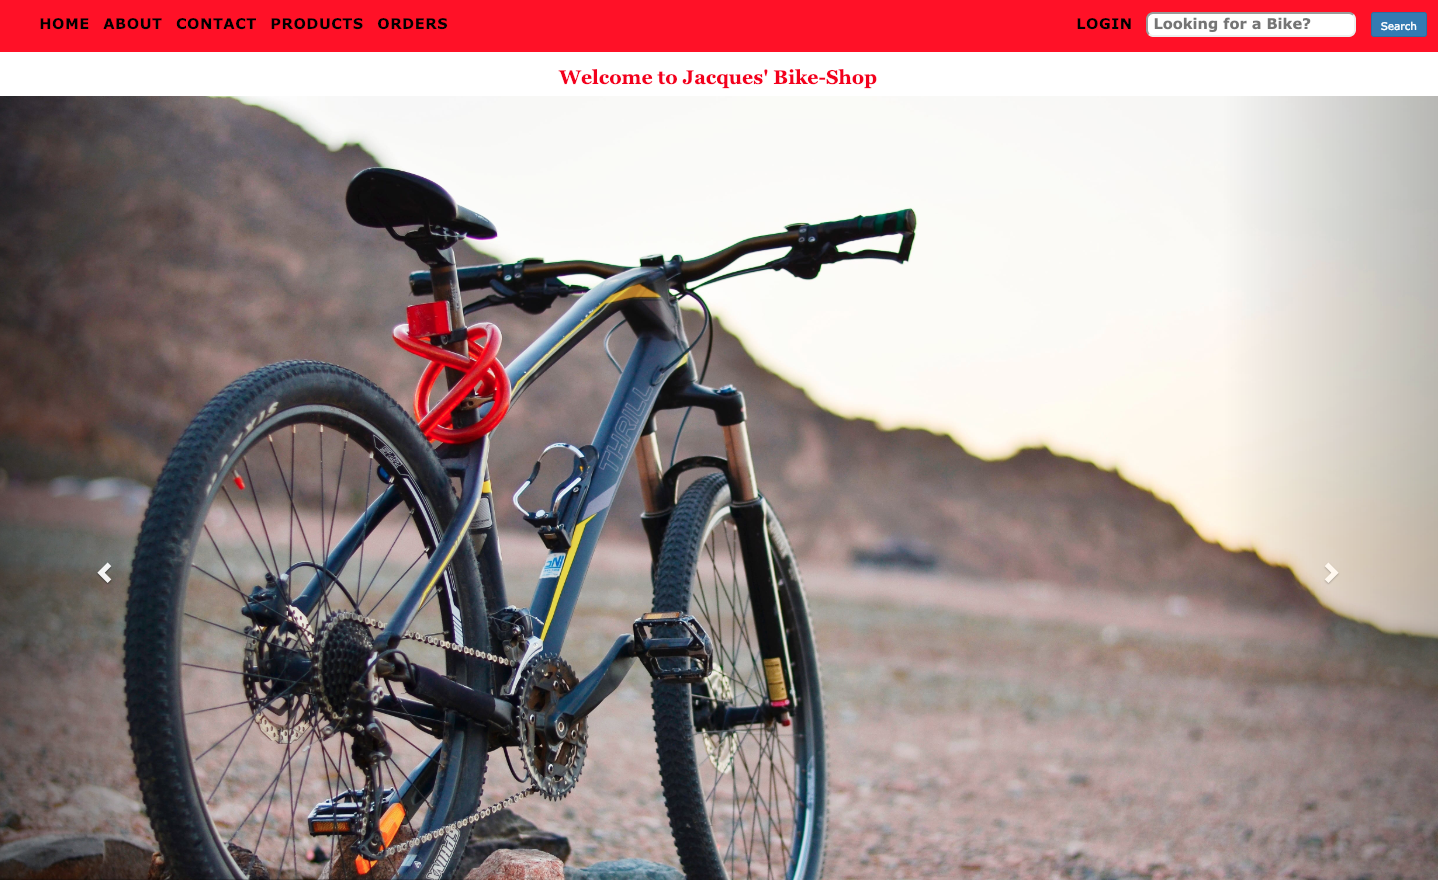 HOME ABOUT CONTACT PRODUCTS ORDERS LOGIN Looking for a Bike? Search
Welcome to Jacques' Bike-Shop
THRILL